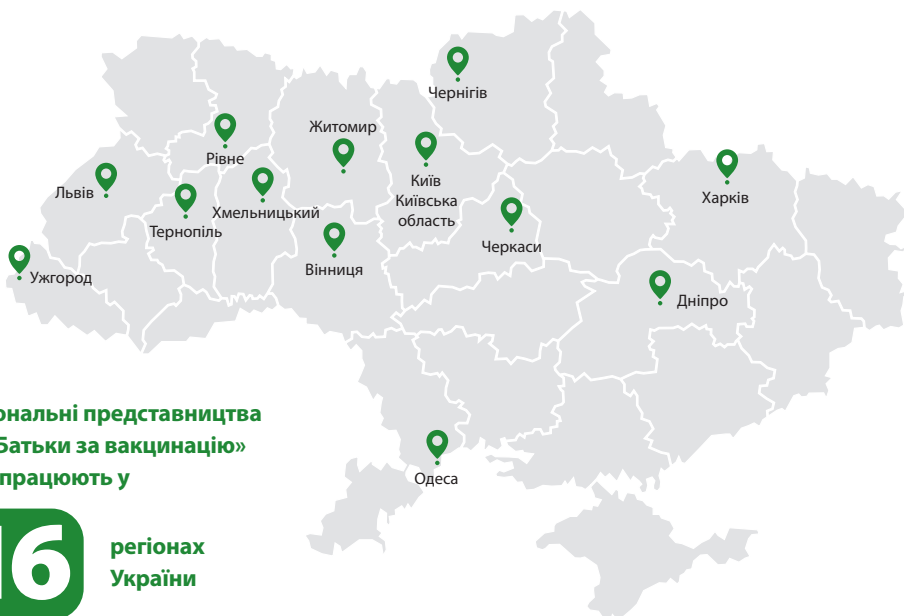 Чернігів
Житомир
Рівне
Львів
Київ
Київська
область
Харків
Хмельницький
Тернопіль
Черкаси
Вінниця
Ужгород
Дніпро
ональні представництва
Батьки за вакцинацію»
працюють у
Одеса
16
регіонах
України